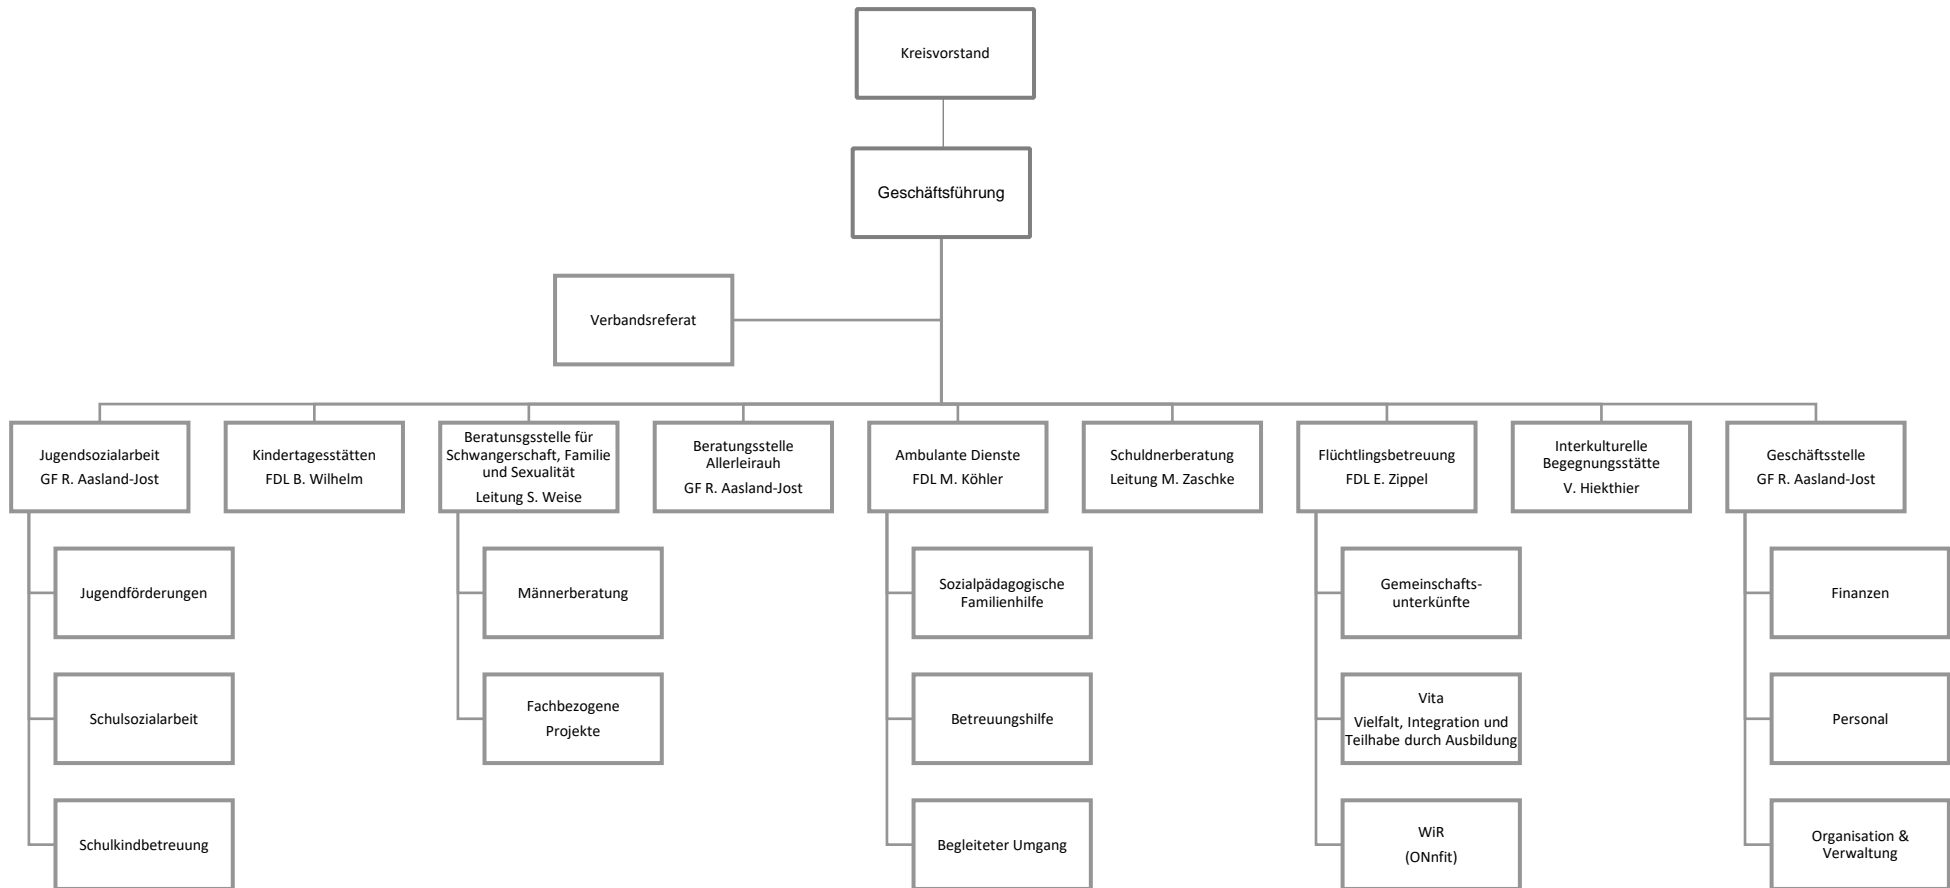 Kreisvorstand
Geschäftsführung
Verbandsreferat
Jugendsozialarbeit
GF R. Aasland-Jost
Kindertagesstätten
FDL B. Wilhelm
Beratunsgsstelle für
Schwangerschaft, Familie
und Sexualität
Leitung S. Weise
Beratungsstelle
Allerleirauh
GF R. Aasland-Jost
Ambulante Dienste
FDL M. Köhler
Schuldnerberatung
Leitung M. Zaschke
Flüchtlingsbetreuung
FDL E. Zippel
Interkulturelle
Begegnungsstätte
V. Hiekthier
Geschäftsstelle
GF R. Aasland-Jost
Jugendförderungen
Männerberatung
Sozialpädagogische
Familienhilfe
Gemeinschafts-
unterkünfte
Finanzen
Schulsozialarbeit
Fachbezogene
Projekte
Betreuungshilfe
Vita
Vielfalt, Integration und
Teilhabe durch Ausbildung
Personal
Schulkindbetreuung
Begleiteter Umgang
WiR
(ONnfit)
Organisation &
Verwaltung